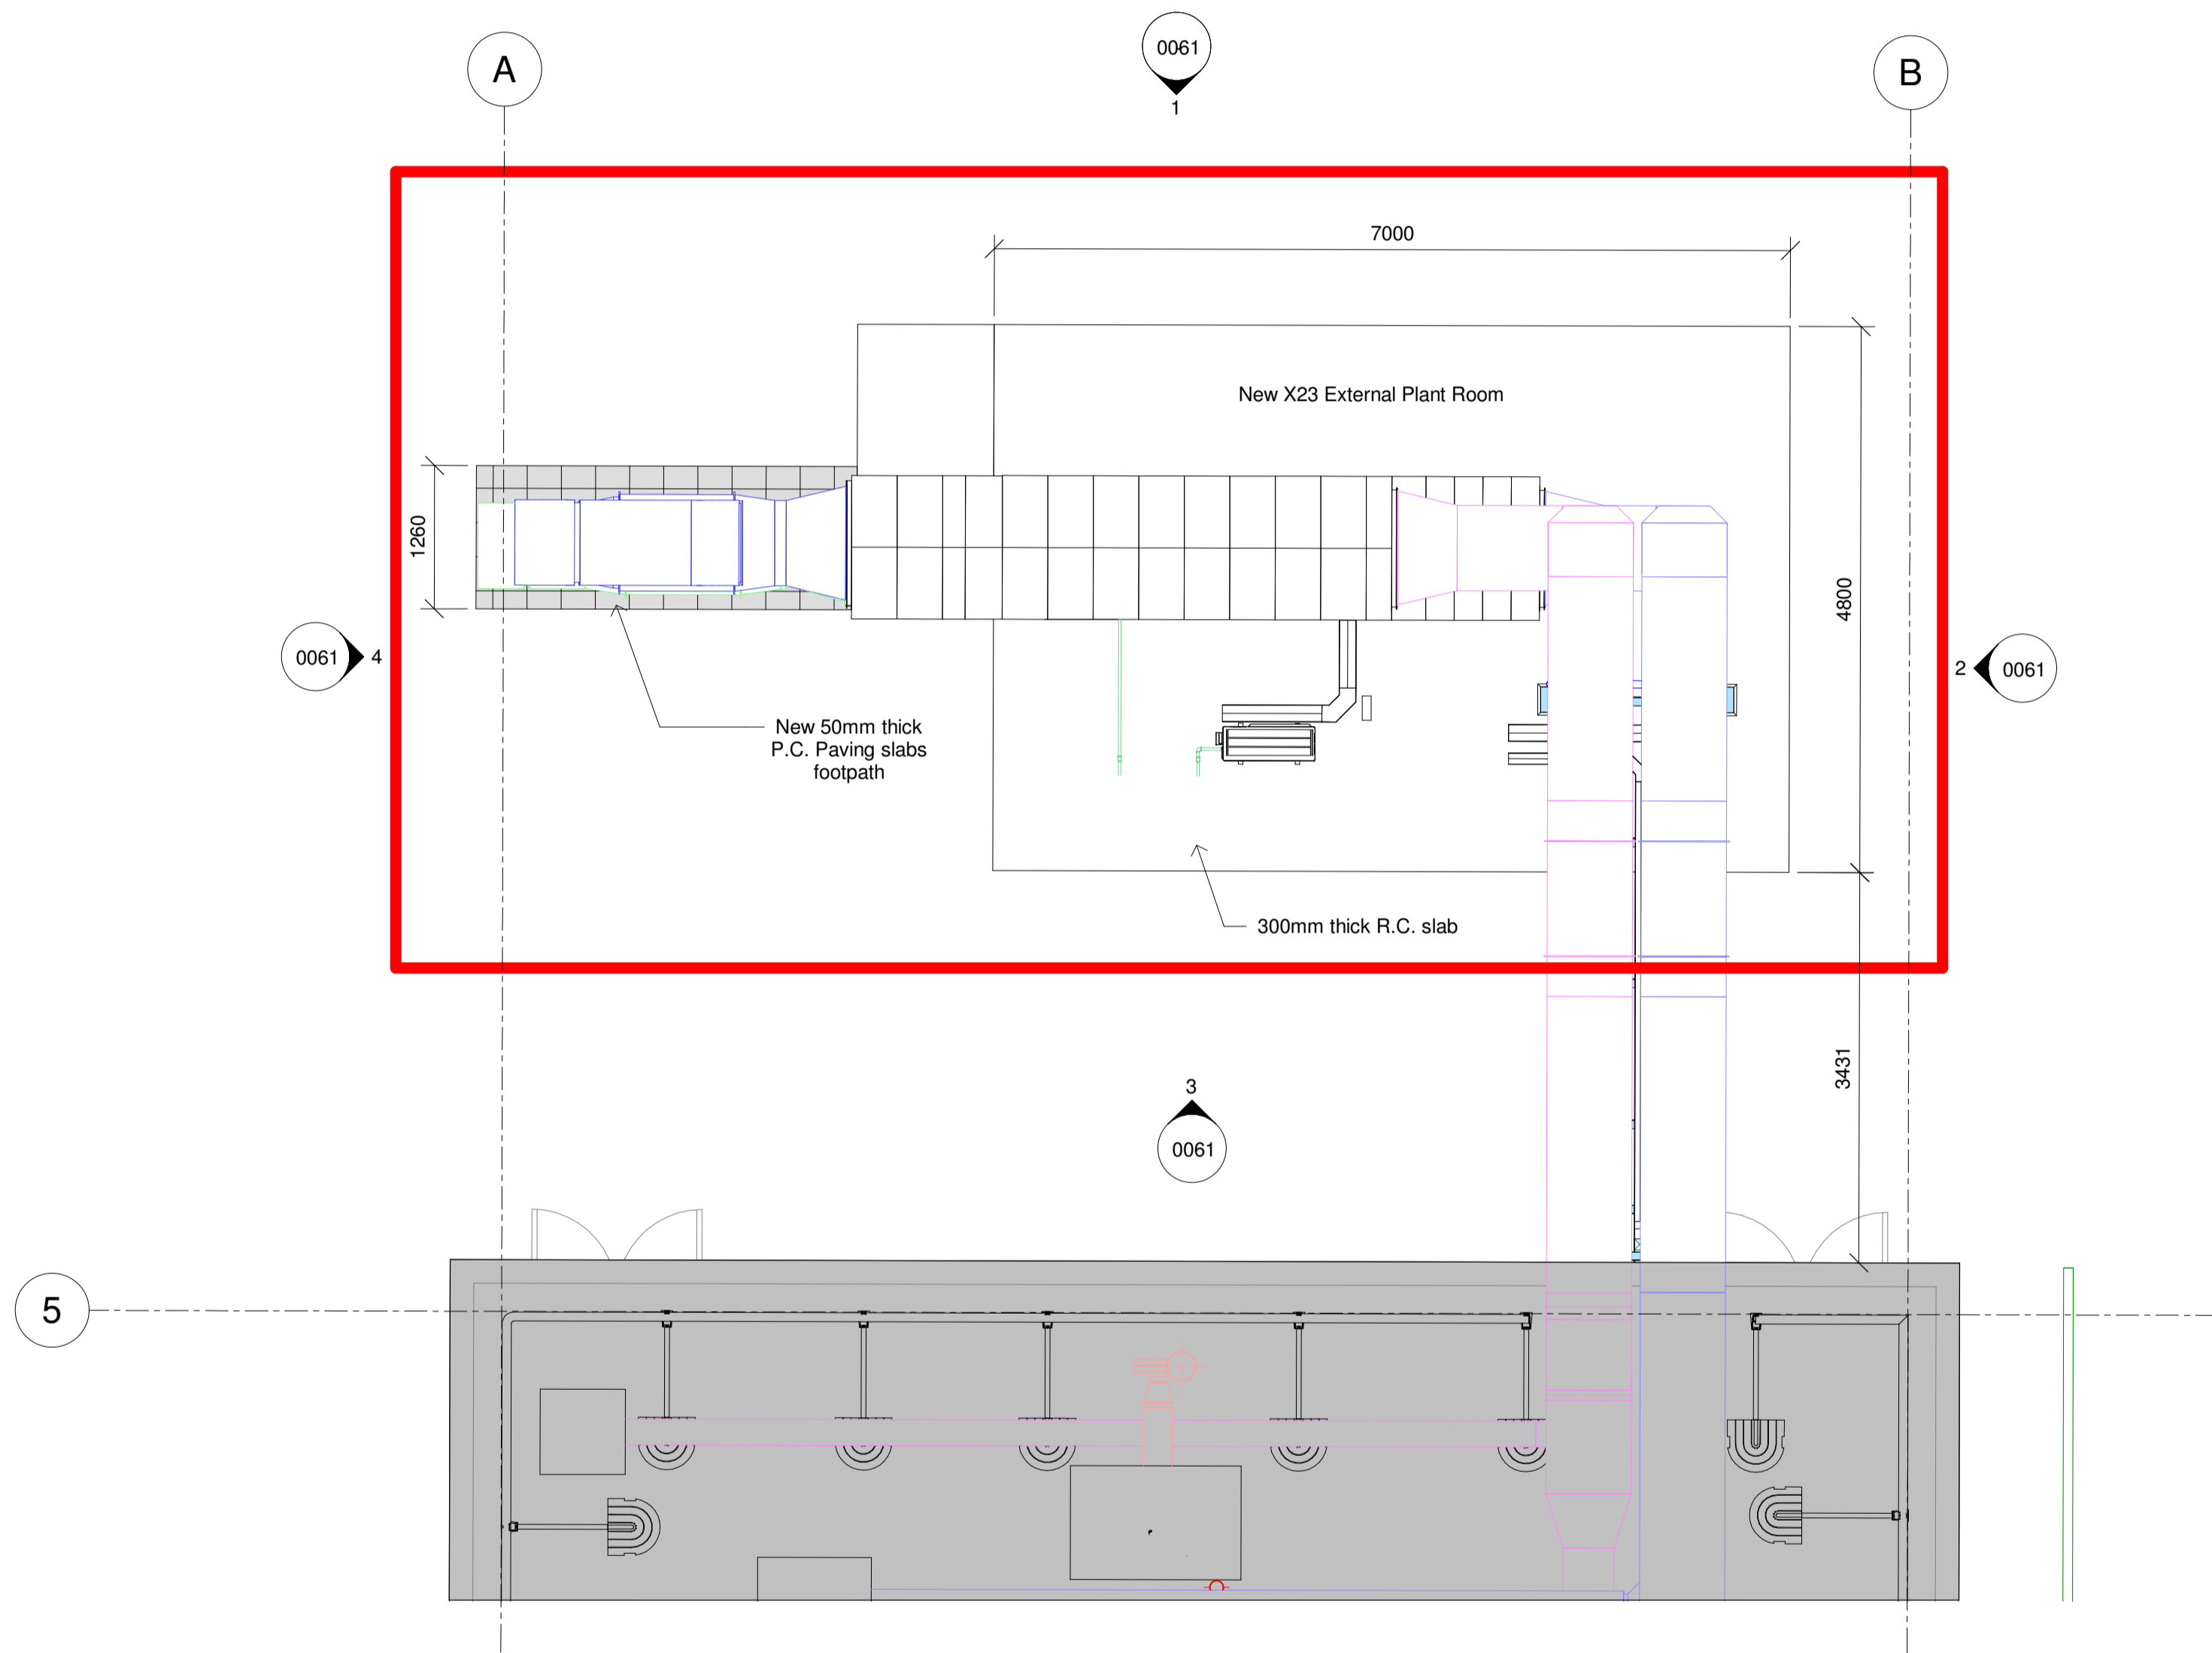 A
0061
1
B
7000
New X23 External Plant Room
1260
4800
0061
4
2
0061
New 50mm thick
P.C. Paving slabs
footpath
300mm thick R.C. slab
3431
3
0061
5